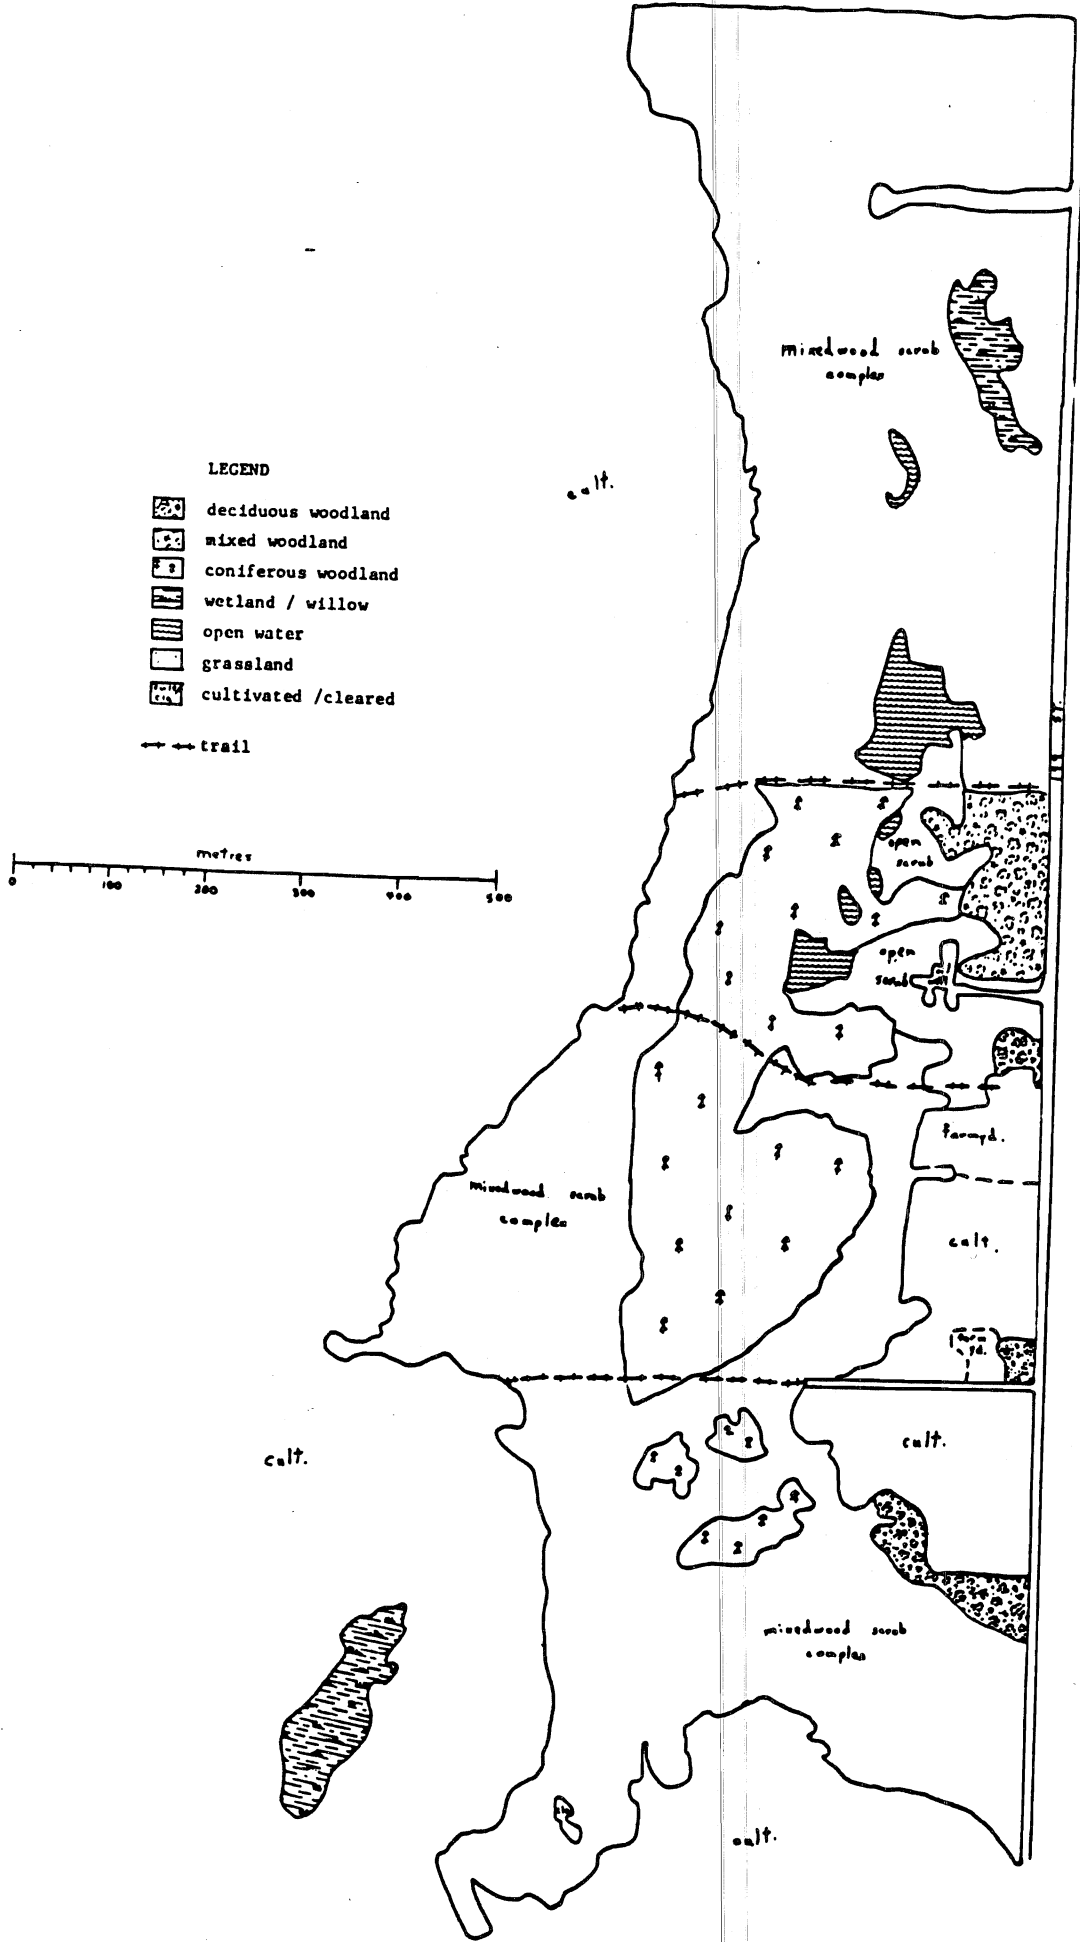 mixedwood scrub
complex
cult.
LEGEND
deciduous woodland
mixed woodland
coniferous woodland
wetland / willow
open water
grassland
cultivated /cleared
trail
metres
0 100 200 300 400 500
open
scrub
open
scrub
farmyd.
mixedwood scrub
complex
cult.
farm
yd.
cult.
cult.
mixedwood scrub
complex
cult.